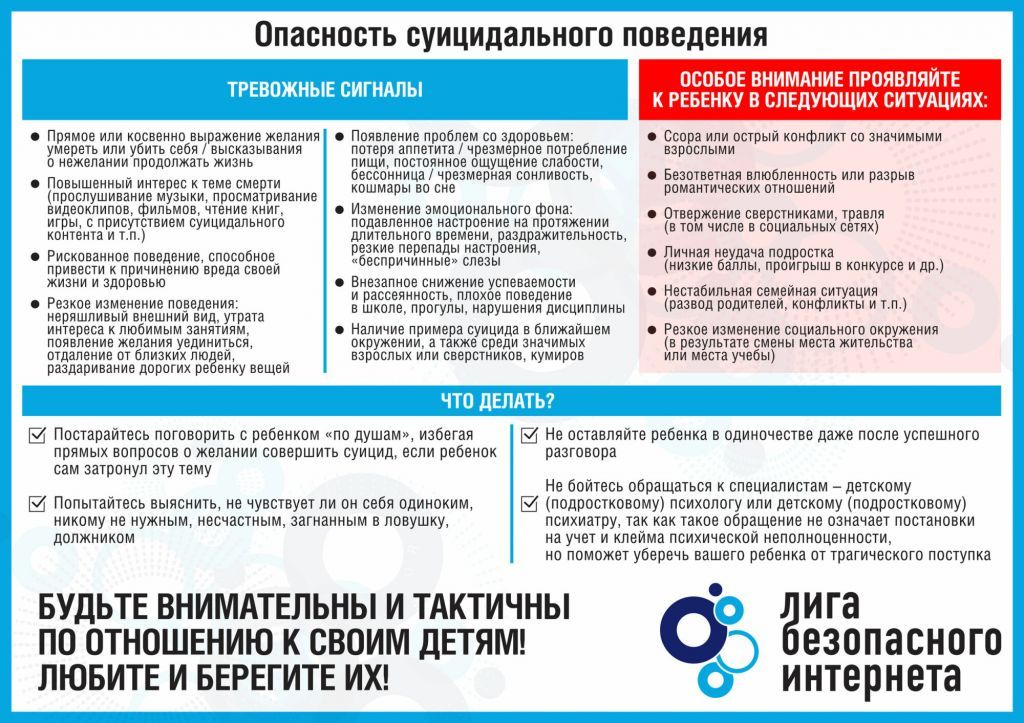 Опасность суицидального поведения
ТРЕВОЖНЫЕ СИГНАЛЫ
● Прямое или косвенно выражение желания
умереть или убить себя / высказывания
о нежелании продолжать жизнь
● Повышенный интерес к теме смерти
(прослушивание музыки, просматривание
видеоклипов, фильмов, чтение книг,
игры, с присутствием суицидального
контента и т.п.)
● Рискованное поведение, способное
привести к причинению вреда своей
жизни и здоровью
● Резкое изменение поведения:
неряшливый внешний вид, утрата
интереса к любимым занятиям,
появление желания уединиться,
отдаление от близких людей,
раздаривание дорогих ребенку вещей
● Появление проблем со здоровьем:
потеря аппетита / чрезмерное потребление
пищи, постоянное ощущение слабости,
бессонница / чрезмерная сонливость,
кошмары во сне
● Изменение эмоционального фона:
подавленное настроение на протяжении
длительного времени, раздражительность,
резкие перепады настроения,
«беспричинные» слезы
● Внезапное снижение успеваемости
и рассеянность, плохое поведение
в школе, прогулы, нарушения дисциплины
● Наличие примера суицида в ближайшем
окружении, а также среди значимых
взрослых или сверстников, кумиров
ОСОБОЕ ВНИМАНИЕ ПРОЯВЛЯЙТЕ
К РЕБЕНКУ В СЛЕДУЮЩИХ СИТУАЦИЯХ:
● Ссора или острый конфликт со значимыми
взрослыми
● Безответная влюбленность или разрыв
романтических отношений
● Отвержение сверстниками, травля
(в том числе в социальных сетях)
● Личная неудача подростка
(низкие баллы, проигрыш в конкурсе и др.)
● Нестабильная семейная ситуация
(развод родителей, конфликты и т.п.)
● Резкое изменение социального окружения
(в результате смены места жительства
или места учебы)
ЧТО ДЕЛАТЬ?
Постарайтесь поговорить с ребенком «по душам», избегая
прямых вопросов о желании совершить суицид, если ребенок
сам затронул эту тему
Попытайтесь выяснить, не чувствует ли он себя одиноким,
никому не нужным, несчастным, загнанным в ловушку,
должником
Не оставляйте ребенка в одиночестве даже после успешного
разговора
Не бойтесь обращаться к специалистам – детскому
(подростковому) психологу или детскому (подростковому)
психиатру, так как такое обращение не означает постановки
на учет и клейма психической неполноценности,
но поможет уберечь вашего ребенка от трагического поступка
БУДЬТЕ ВНИМАТЕЛЬНЫ И ТАКТИЧНЫ
ПО ОТНОШЕНИЮ К СВОИМ ДЕТЯМ!
ЛЮБИТЕ И БЕРЕГИТЕ ИХ!
лига
безопасного
интернета